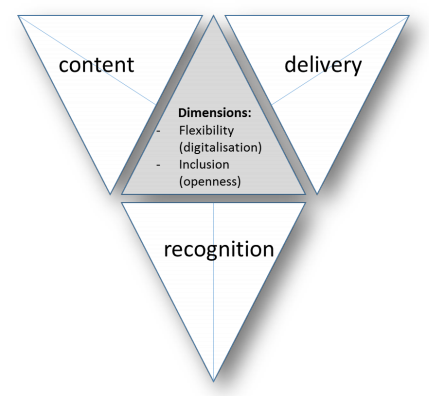 content
delivery
Dimensions:
- Flexibility
(digitalisation)
- Inclusion
(openness)
recognition